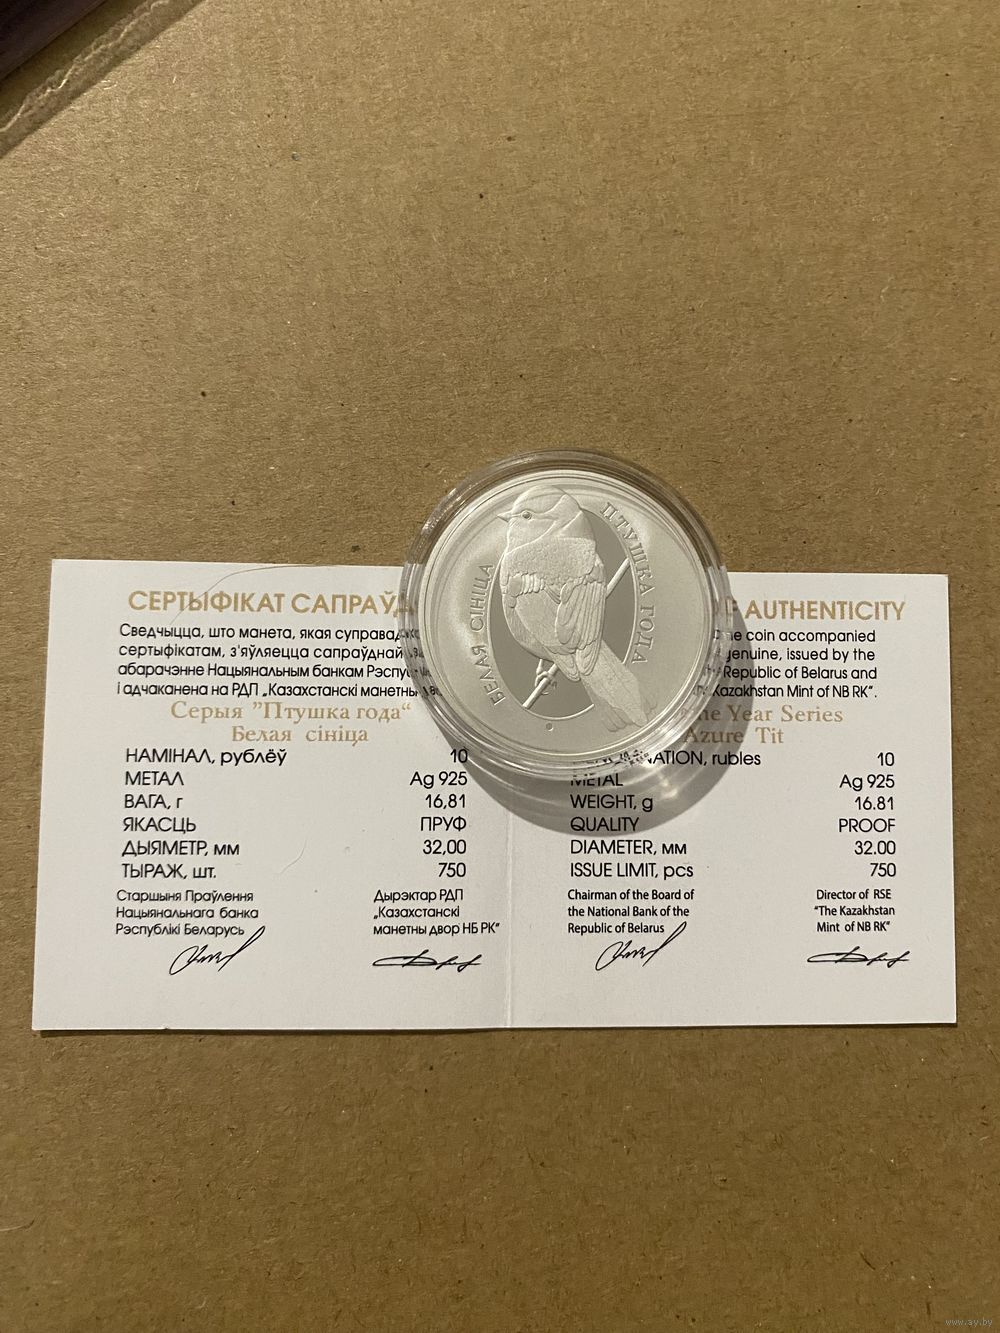 СЕРТЫФІКАТ
Сведчыцца, што манета, якая
сертыфікатам, з'яўляецца сапраўднай
абарачэнне Нацыянальным банкам
і адчаканена на РДП „Казахстанскі
Серыя "Птушка года“
Белая сініца
НАМІНАЛ, рублёў 10
МЕТАЛ Ag 925
ВАГА, г 16,81
ЯКАСЦЬ ПРУФ
ДЫЯМЕТР, мм 32,00
ТЫРАЖ, шт. 750
Старшыня Праўлення
Нацыянальнага банка
Рэспублікі Беларусь
Дырэктар РДП
„Казахстанскі
манетны двор НБ РК"
БЕЛАЯ СІНІЦА
ПТУШКА ГОДА
AUTHENTICITY
coin accompanied
genuine, issued by the
Republic of Belarus and
Kazakhstan Mint of NB RK".
the Year Series
Azure Tit
rubles 10
METAL Ag 925
WEIGHT, g 16.81
QUALITY PROOF
DIAMETER, мм 32.00
ISSUE LIMIT, pcs 750
Chairman of the Board of
the National Bank of the
Republic of Belarus
Director of RSE
"The Kazakhstan
Mint of NB RK"
www.ay.by